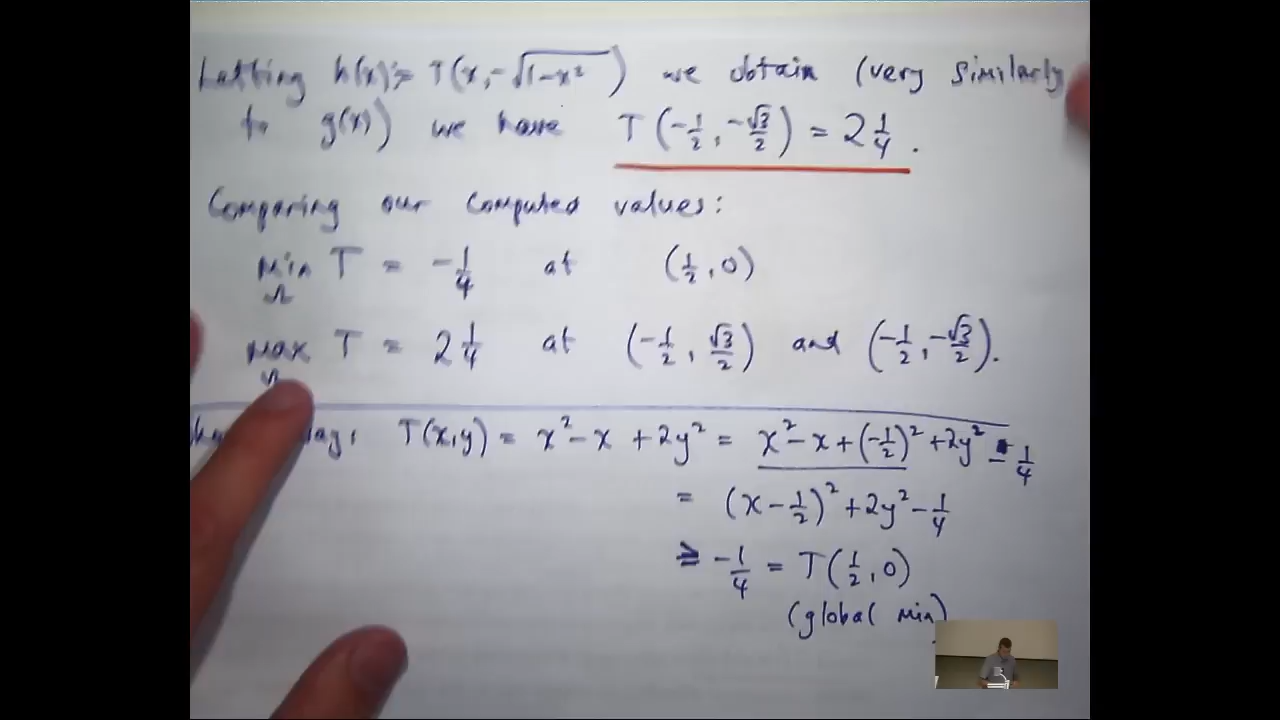 Letting h(x) := T(x, -√(1-x²)) we obtain (very similarly
to g(x)) we have T(-1/2, -√3/2) = 2 1/4.
Comparing our computed values:
min T = -1/4 at (1/2, 0)
Ω
max T = 2 1/4 at (-1/2, √3/2) and (-1/2, -√3/2).
Ω
T(x,y) = x² - x + 2y² = x² - x + (-1/2)² + 2y² - 1/4
= (x - 1/2)² + 2y² - 1/4
≥ -1/4 = T(1/2, 0)
(global min)